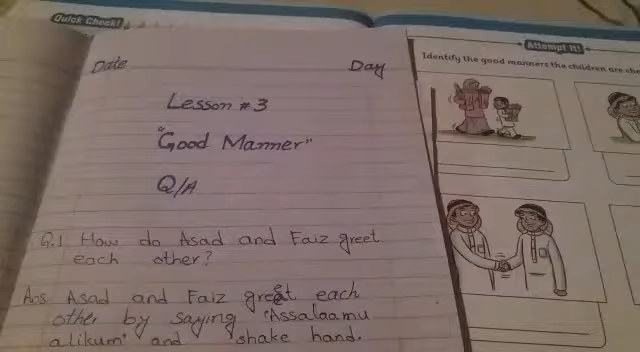 Quick Check!
Date Day
Lesson #3
"Good Manner"
Q/A
Q.1 How do Asad and Faiz greet
each other?
Ans Asad and Faiz greet each
other by saying 'Assalaamu
alikum' and shake hand.
Attempt It!
Identify the good manners the children are